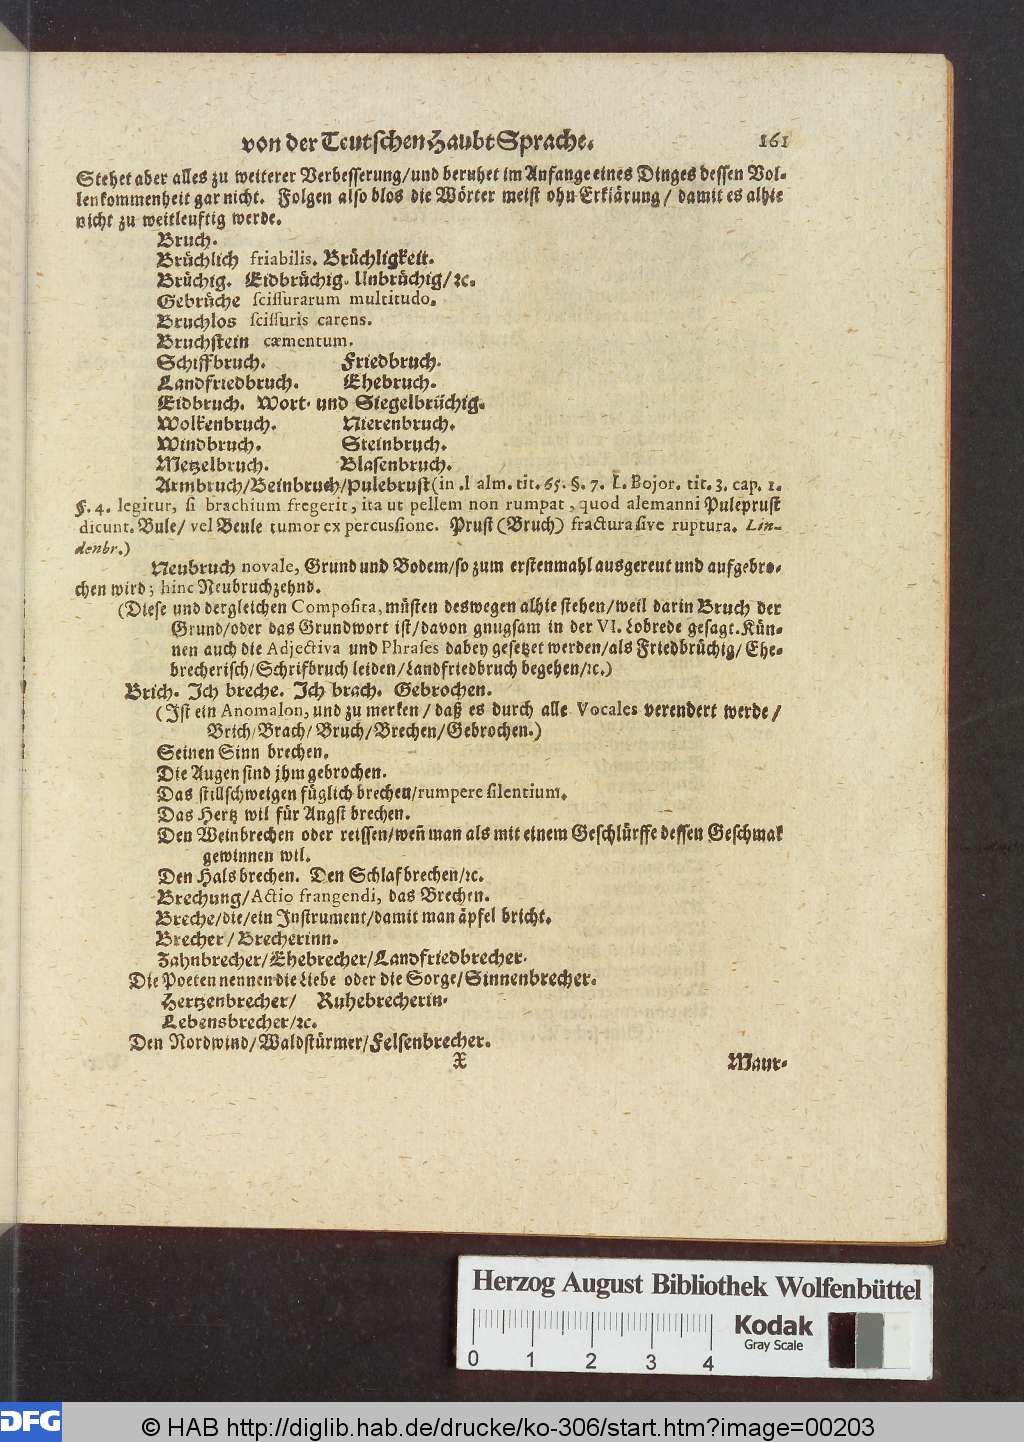 von der Teutschen HaubtSprache. 161
Stehet aber alles zu weiterer Verbesserung/und beruhet im Anfange eines Dinges dessen Vol-
lenkommenheit gar nicht. Folgen also blos die Wörter meist ohn Erklärung/ damit es alhie
nicht zu weitleuftig werde.
Bruch.
Brüchlich friabilis. Brüchligkeit.
Brüchig. Eidbrüchig. Unbrüchig/ꝛc.
Gebrüche scissurarum multitudo.
Bruchlos scissuris carens.
Bruchstein cæmentum.
Schiffbruch. Friedbruch.
Landfriedbruch. Ehebruch.
Eidbruch. Wort- und Siegelbrüchig.
Wolkenbruch. Nierenbruch.
Windbruch. Steinbruch.
Metzelbruch. Blasenbruch.
Armbruch/Beinbruch/Pulebrust(in .l alm. tit. 65. §. 7. L. Bojor. tit. 3. cap. 1.
§. 4. legitur, si brachium fregerit, ita ut pellem non rumpat, quod alemanni Puleprust
dicunt. Bule/ vel Beule tumor ex percussione. Prust (Bruch) fractura sive ruptura. Lin-
denbr.)
Neubruch novale, Grund und Bodem/so zum erstenmahl ausgereut und aufgebro-
chen wird; hinc Neubruchzehnd.
(Diese und dergleichen Composita, müsten deswegen alhie stehen/weil darin Bruch der
Grund/oder das Grundwort ist/davon gnugsam in der VI. Lobrede gesagt. Kün-
nen auch die Adjectiva und Phrases dabey gesetzet werden/als Friedbrüchig/ Ehe-
brecherisch/Schrifbruch leiden/Landfriedbruch begehen/ꝛc.)
Brich. Ich breche. Ich brach. Gebrochen.
(Ist ein Anomalon, und zu merken/ daß es durch alle Vocales verendert werde/
Brich/Brach/ Bruch/Brechen/Gebrochen.)
Seinen Sinn brechen.
Die Augen sind jhm gebrochen.
Das stillschweigen füglich brechen/rumpere silentium.
Das Hertz wil für Angst brechen.
Den Weinbrechen oder reissen/weñ man als mit einem Geschlürffe dessen Geschmak
gewinnen wil.
Den Hals brechen. Den Schlaf brechen/ꝛc.
Brechung/Actio frangendi, das Brechen.
Breche/die/ein Instrument/damit man äpfel bricht.
Brecher/Brecherinn.
Zahnbrecher/Ehebrecher/Landfriedbrecher.
Die Poeten nennen die Liebe oder die Sorge/Sinnenbrecher.
Hertzenbrecher/ Ruhebrecherin.
Lebensbrecher/ꝛc.
Den Nordwind/Waldstürmer/Felsenbrecher.
X Maur-
Herzog August Bibliothek Wolfenbüttel
Kodak
Gray Scale
0 1 2 3 4
DFG © HAB http://diglib.hab.de/drucke/ko-306/start.htm?image=00203